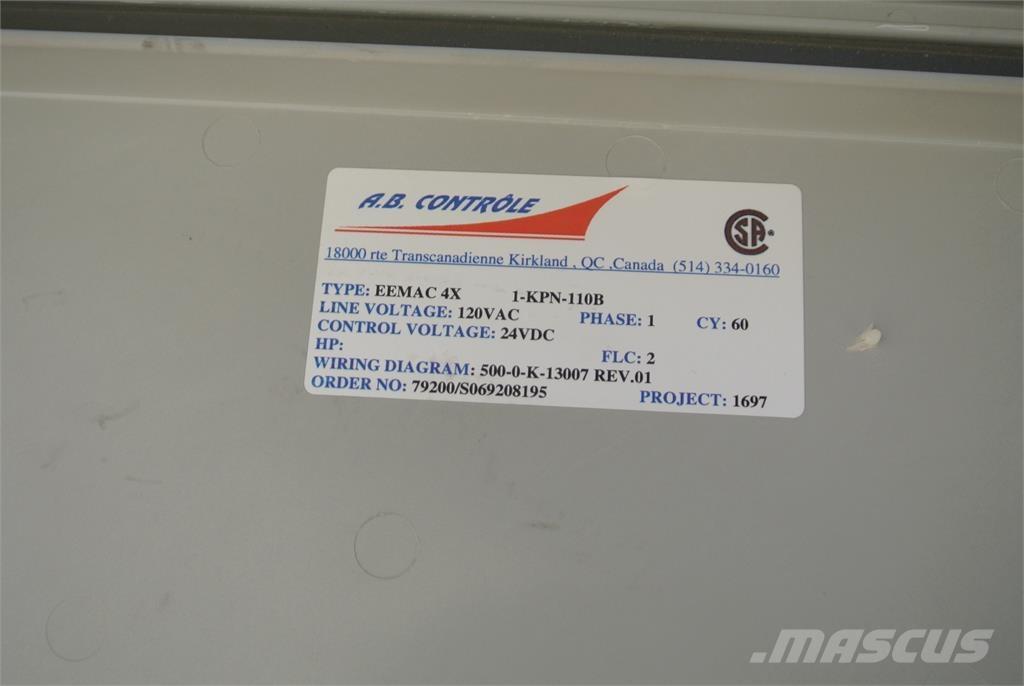 A.B. CONTRÔLE
CSA®
18000 rte Transcanadienne Kirkland , QC ,Canada (514) 334-0160
TYPE: EEMAC 4X 1-KPN-110B
LINE VOLTAGE: 120VAC PHASE: 1 CY: 60
CONTROL VOLTAGE: 24VDC
HP: FLC: 2
WIRING DIAGRAM: 500-0-K-13007 REV.01
ORDER NO: 79200/S069208195 PROJECT: 1697
.MASCUS